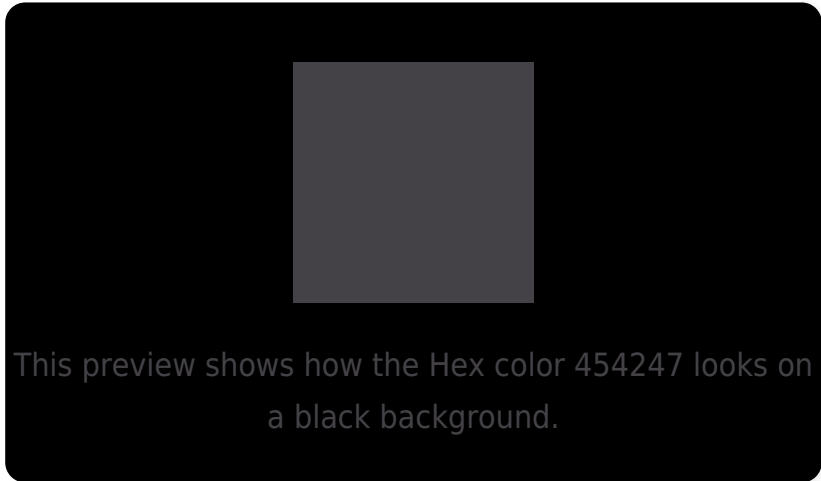 This preview shows how the Hex color 454247 looks on
a black background.